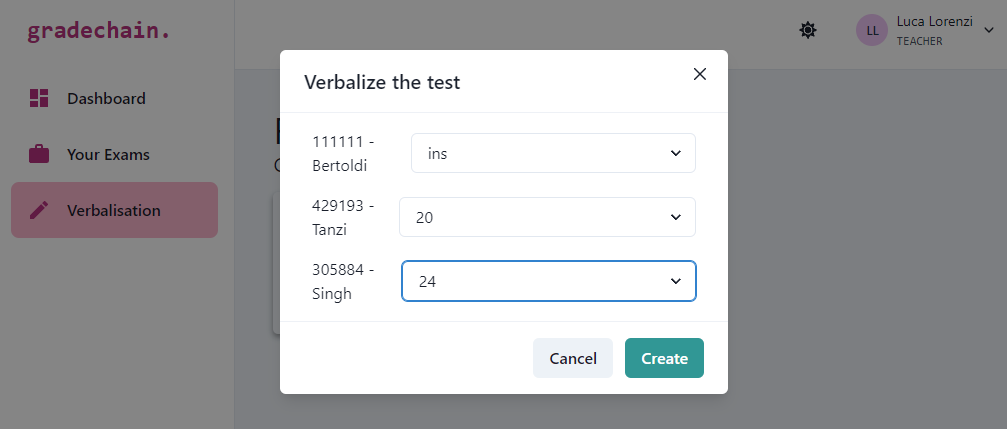 gradechain.
LL
Luca Lorenzi
TEACHER
Dashboard
Your Exams
Verbalisation
Verbalize the test
111111 -
Bertoldi
ins
429193 -
Tanzi
20
305884 -
Singh
24
Cancel
Create